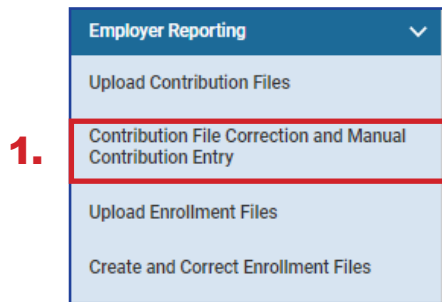 Employer Reporting
Upload Contribution Files
1.
Contribution File Correction and Manual
Contribution Entry
Upload Enrollment Files
Create and Correct Enrollment Files